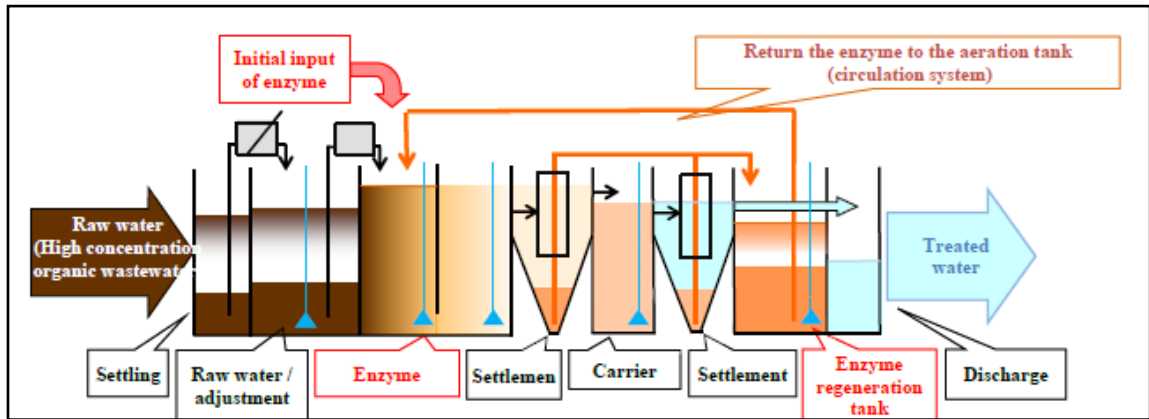 Initial input
of enzyme
Return the enzyme to the aeration tank
(circulation system)
Raw water
(High concentration
organic wastewater
Treated
water
Settling
Raw water /
adjustment
Enzyme
Settlemen
Carrier
Settlement
Enzyme
regeneration
tank
Discharge